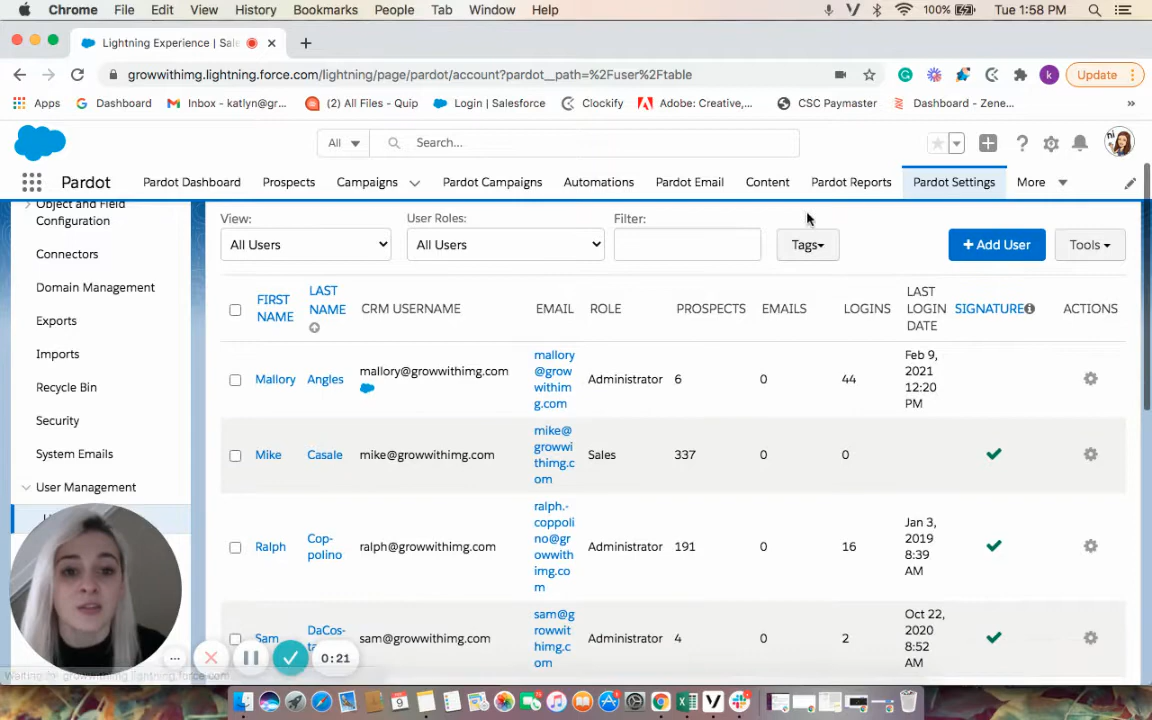 Chrome File Edit View History Bookmarks People Tab Window Help 100% Tue 1:58 PM
Lightning Experience | Sale
growwithimg.lightning.force.com/lightning/page/pardot/account?pardot__path=%2Fuser%2Ftable
k Update
Apps Dashboard Inbox - katlyn@gr... (2) All Files - Quip Login | Salesforce Clockify Adobe: Creative,... CSC Paymaster Dashboard - Zene... »
All Search...
Pardot Pardot Dashboard Prospects Campaigns Pardot Campaigns Automations Pardot Email Content Pardot Reports Pardot Settings More
Object and Field
Configuration
Connectors
Domain Management
Exports
Imports
Recycle Bin
Security
System Emails
User Management
View: User Roles: Filter:
All Users All Users Tags + Add User Tools
FIRST NAME LAST NAME CRM USERNAME EMAIL ROLE PROSPECTS EMAILS LOGINS LAST LOGIN DATE SIGNATURE ACTIONS
Mallory Angles mallory@growwithimg.com mallory@growwithimg.com Administrator 6 0 44 Feb 9, 2021 12:20 PM
Mike Casale mike@growwithimg.com mike@growwithimg.com Sales 337 0 0
Ralph Cop-polino ralph@growwithimg.com ralph.-coppolino@growwithimg.com Administrator 191 0 16 Jan 3, 2019 8:39 AM
Sam DaCos- sam@growwithimg.com sam@growwithimg.com Administrator 4 0 2 Oct 22, 2020 8:52 AM
0:21
Waiting for growwithimg.lightning.force.com...